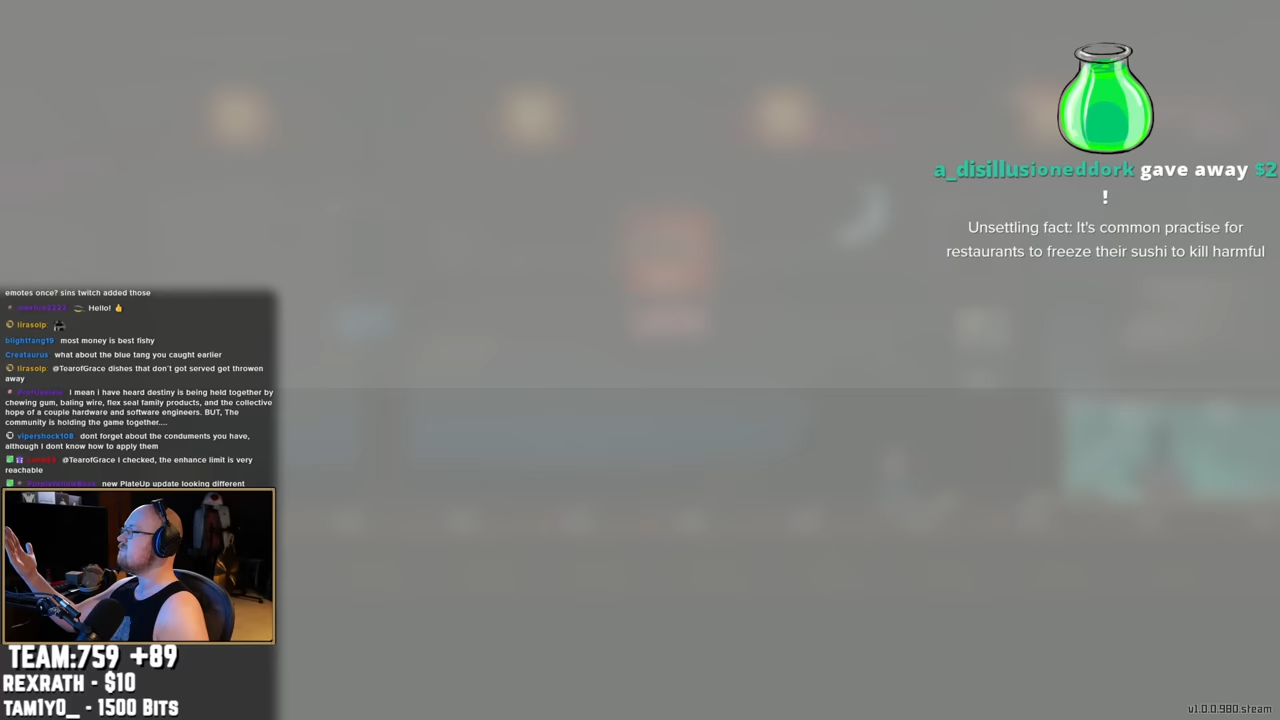 a_disillusioneddork gave away $2
!
Unsettling fact: It's common practise for
restaurants to freeze their sushi to kill harmful
emotes once? sins twitch added those
Hello!
lirasolp:
blightfang19 most money is best fishy
Creataurus what about the blue tang you caught earlier
lirasolp: @TearofGrace dishes that don't got served get throwen
away
I mean i have heard destiny is being held together by
chewing gum, baling wire, flex seal family products, and the collective
hope of a couple hardware and software engineers. BUT, The
community is holding the game together....
vipershock108 dont forget about the conduments you have,
although I dont know how to apply them
@TearofGrace I checked, the enhance limit is very
reachable
new PlateUp update looking different
TEAM:759 +89
REXRATH - $10
TAM1Y0_ - 1500 BITS
v1.0.0.980.steam